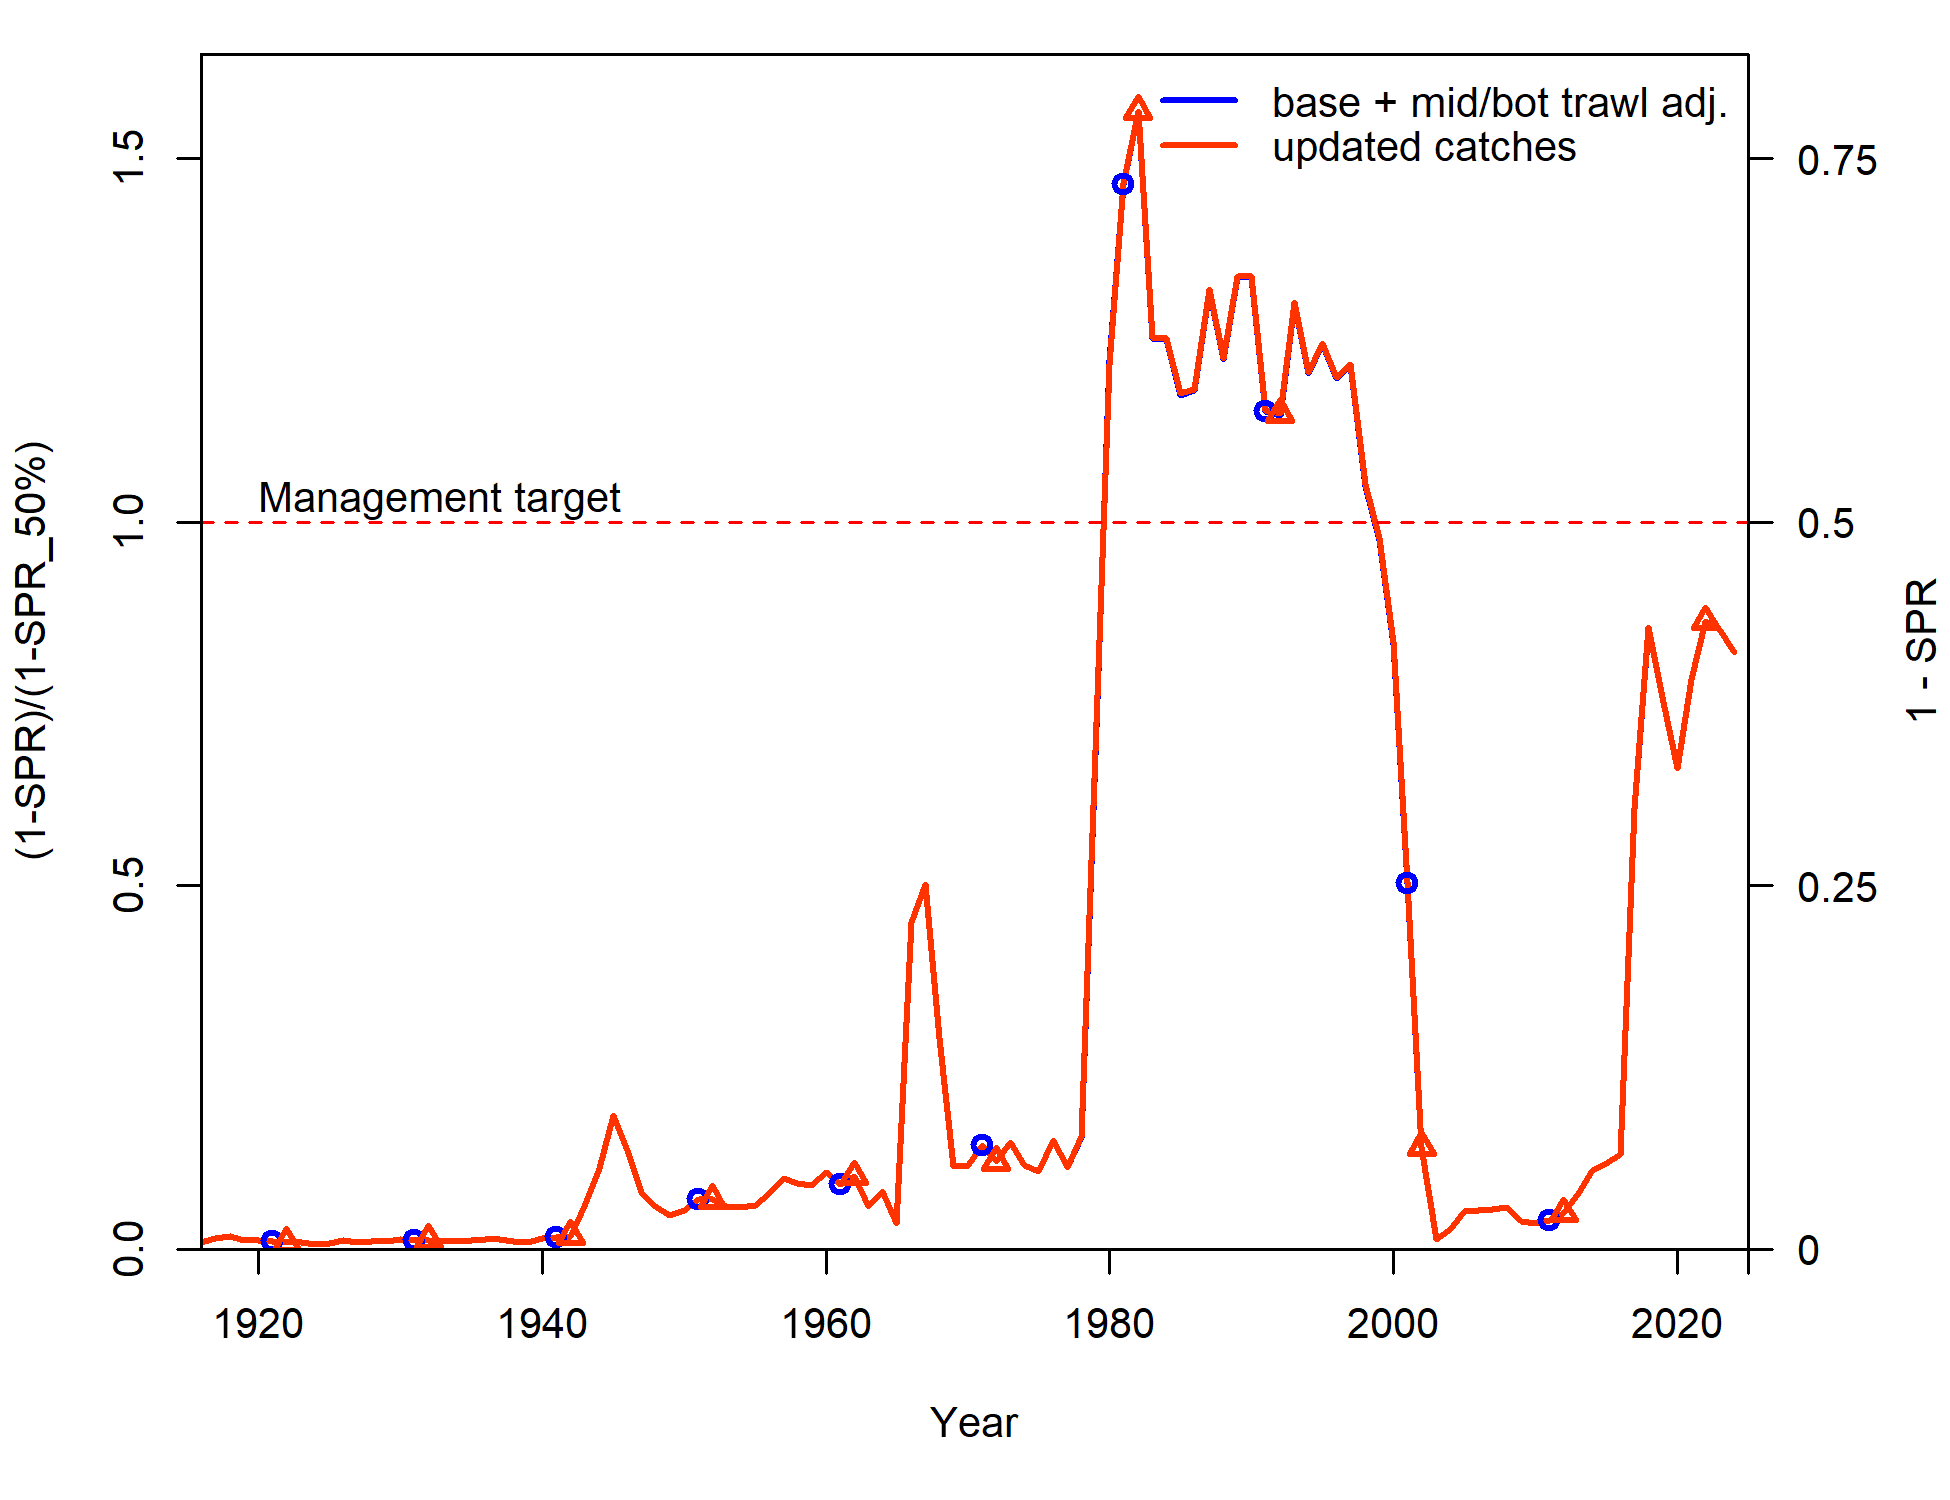 base + mid/bot trawl adj.
updated catches
Management target
(1-SPR)/(1-SPR_50%)
0.0
0.5
1.0
1.5
1 - SPR
0
0.25
0.5
0.75
1920
1940
1960
1980
2000
2020
Year